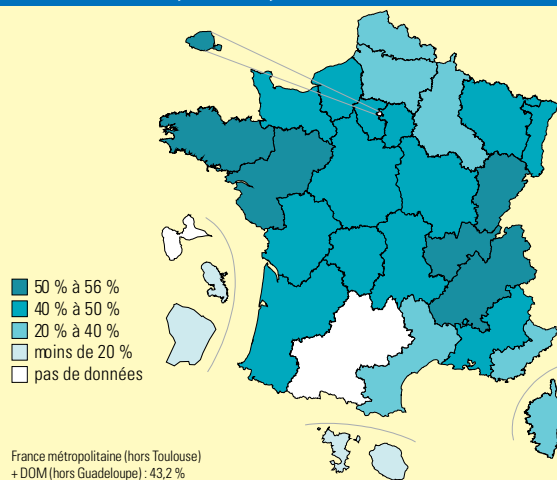 50 % à 56 %
40 % à 50 %
20 % à 40 %
moins de 20 %
pas de données
France métropolitaine (hors Toulouse)
+ DOM (hors Guadeloupe) : 43,2 %